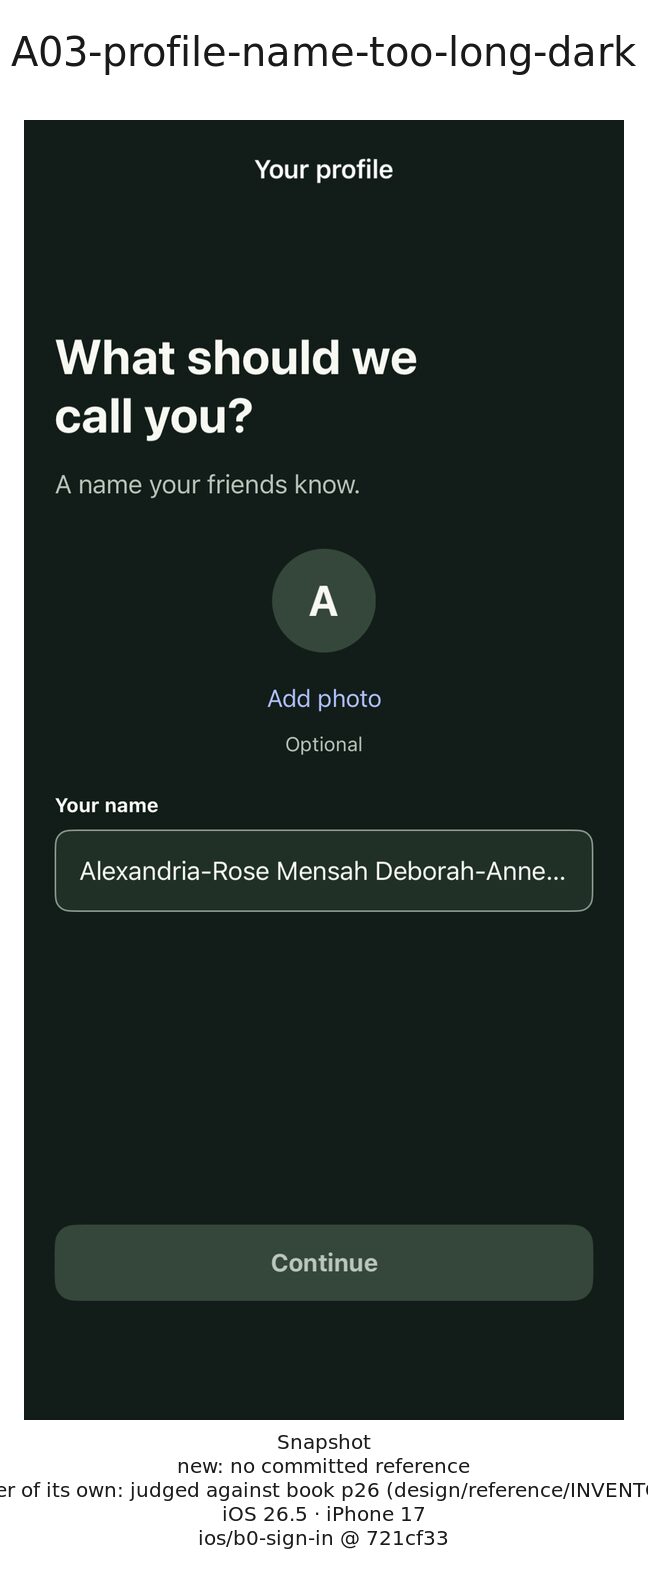 A03-profile-name-too-long-dark
Your profile
What should we
call you?
A name your friends know.
A
Add photo
Optional
Your name
Alexandria-Rose Mensah Deborah-Anne...
Continue
Snapshot
new: no committed reference
of its own: judged against book p26 (design/reference/
iOS 26.5 · iPhone 17
ios/b0-sign-in @ 721cf33